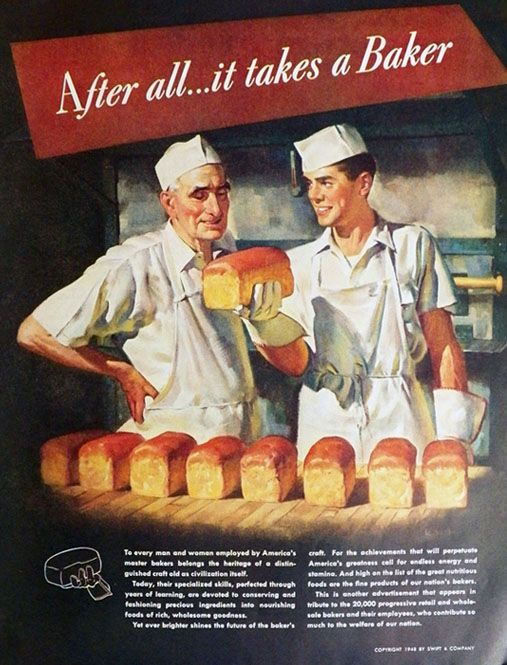 After all...it takes a Baker
To every man and woman employed by America's
master bakers belongs the heritage of a distin-
guished craft old as civilization itself.
Today, their specialized skills, perfected through
years of learning, are devoted to conserving and
fashioning precious ingredients into nourishing
foods of rich, wholesome goodness.
Yet ever brighter shines the future of the baker's
craft. For the achievements that will perpetuate
America's greatness call for endless energy and
stamina. And high on the list of the great nutritious
foods are the fine products of our nation's bakers.
This is another advertisement that appears in
tribute to the 20,000 progressive retail and whole-
sale bakers and their employees, who contribute so
much to the welfare of our nation.
COPYRIGHT 1948 BY SWIFT & COMPANY